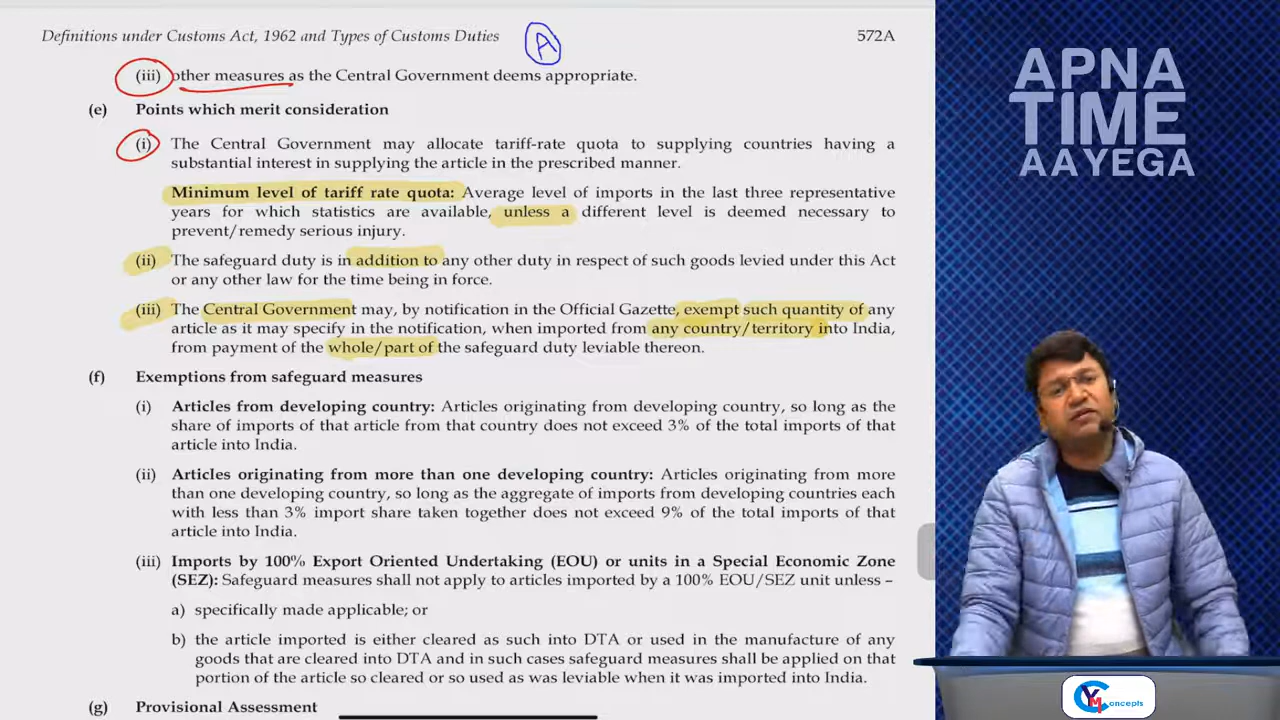 Definitions under Customs Act, 1962 and Types of Customs Duties
A
572A
(iii) other measures as the Central Government deems appropriate.
(e) Points which merit consideration
(i) The Central Government may allocate tariff-rate quota to supplying countries having a
substantial interest in supplying the article in the prescribed manner.
Minimum level of tariff rate quota: Average level of imports in the last three representative
years for which statistics are available, unless a different level is deemed necessary to
prevent/remedy serious injury.
(ii) The safeguard duty is in addition to any other duty in respect of such goods levied under this Act
or any other law for the time being in force.
(iii) The Central Government may, by notification in the Official Gazette, exempt such quantity of any
article as it may specify in the notification, when imported from any country/territory into India,
from payment of the whole/part of the safeguard duty leviable thereon.
(f) Exemptions from safeguard measures
(i) Articles from developing country: Articles originating from developing country, so long as the
share of imports of that article from that country does not exceed 3% of the total imports of that
article into India.
(ii) Articles originating from more than one developing country: Articles originating from more
than one developing country, so long as the aggregate of imports from developing countries each
with less than 3% import share taken together does not exceed 9% of the total imports of that
article into India.
(iii) Imports by 100% Export Oriented Undertaking (EOU) or units in a Special Economic Zone
(SEZ): Safeguard measures shall not apply to articles imported by a 100% EOU/SEZ unit unless –
a) specifically made applicable; or
b) the article imported is either cleared as such into DTA or used in the manufacture of any
goods that are cleared into DTA and in such cases safeguard measures shall be applied on that
portion of the article so cleared or so used as was leviable when it was imported into India.
(g) Provisional Assessment
APNA
TIME
AAYEGA
YM
Concepts